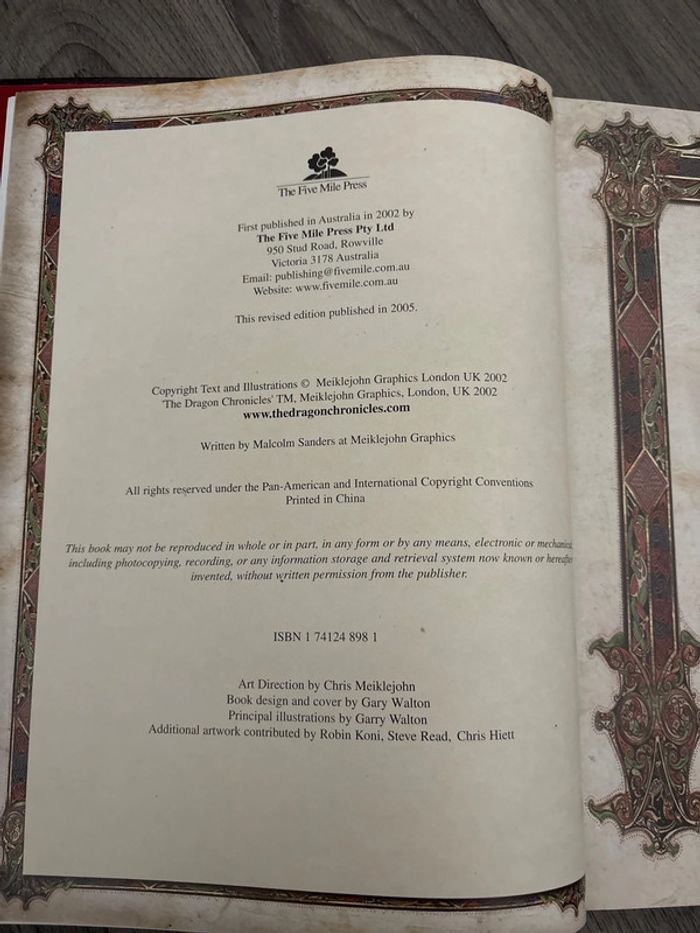 The Five Mile Press
First published in Australia in 2002 by
The Five Mile Press Pty Ltd
950 Stud Road, Rowville
Victoria 3178 Australia
Email: publishing@fivemile.com.au
Website: www.fivemile.com.au
This revised edition published in 2005.
Copyright Text and Illustrations © Meiklejohn Graphics London UK 2002
'The Dragon Chronicles' TM, Meiklejohn Graphics, London, UK 2002
www.thedragonchronicles.com
Written by Malcolm Sanders at Meiklejohn Graphics
All rights reserved under the Pan-American and International Copyright Conventions
Printed in China
This book may not be reproduced in whole or in part, in any form or by any means, electronic or mechanical,
including photocopying, recording, or any information storage and retrieval system now known or hereafter
invented, without written permission from the publisher.
ISBN 1 74124 898 1
Art Direction by Chris Meiklejohn
Book design and cover by Gary Walton
Principal illustrations by Garry Walton
Additional artwork contributed by Robin Koni, Steve Read, Chris Hiett